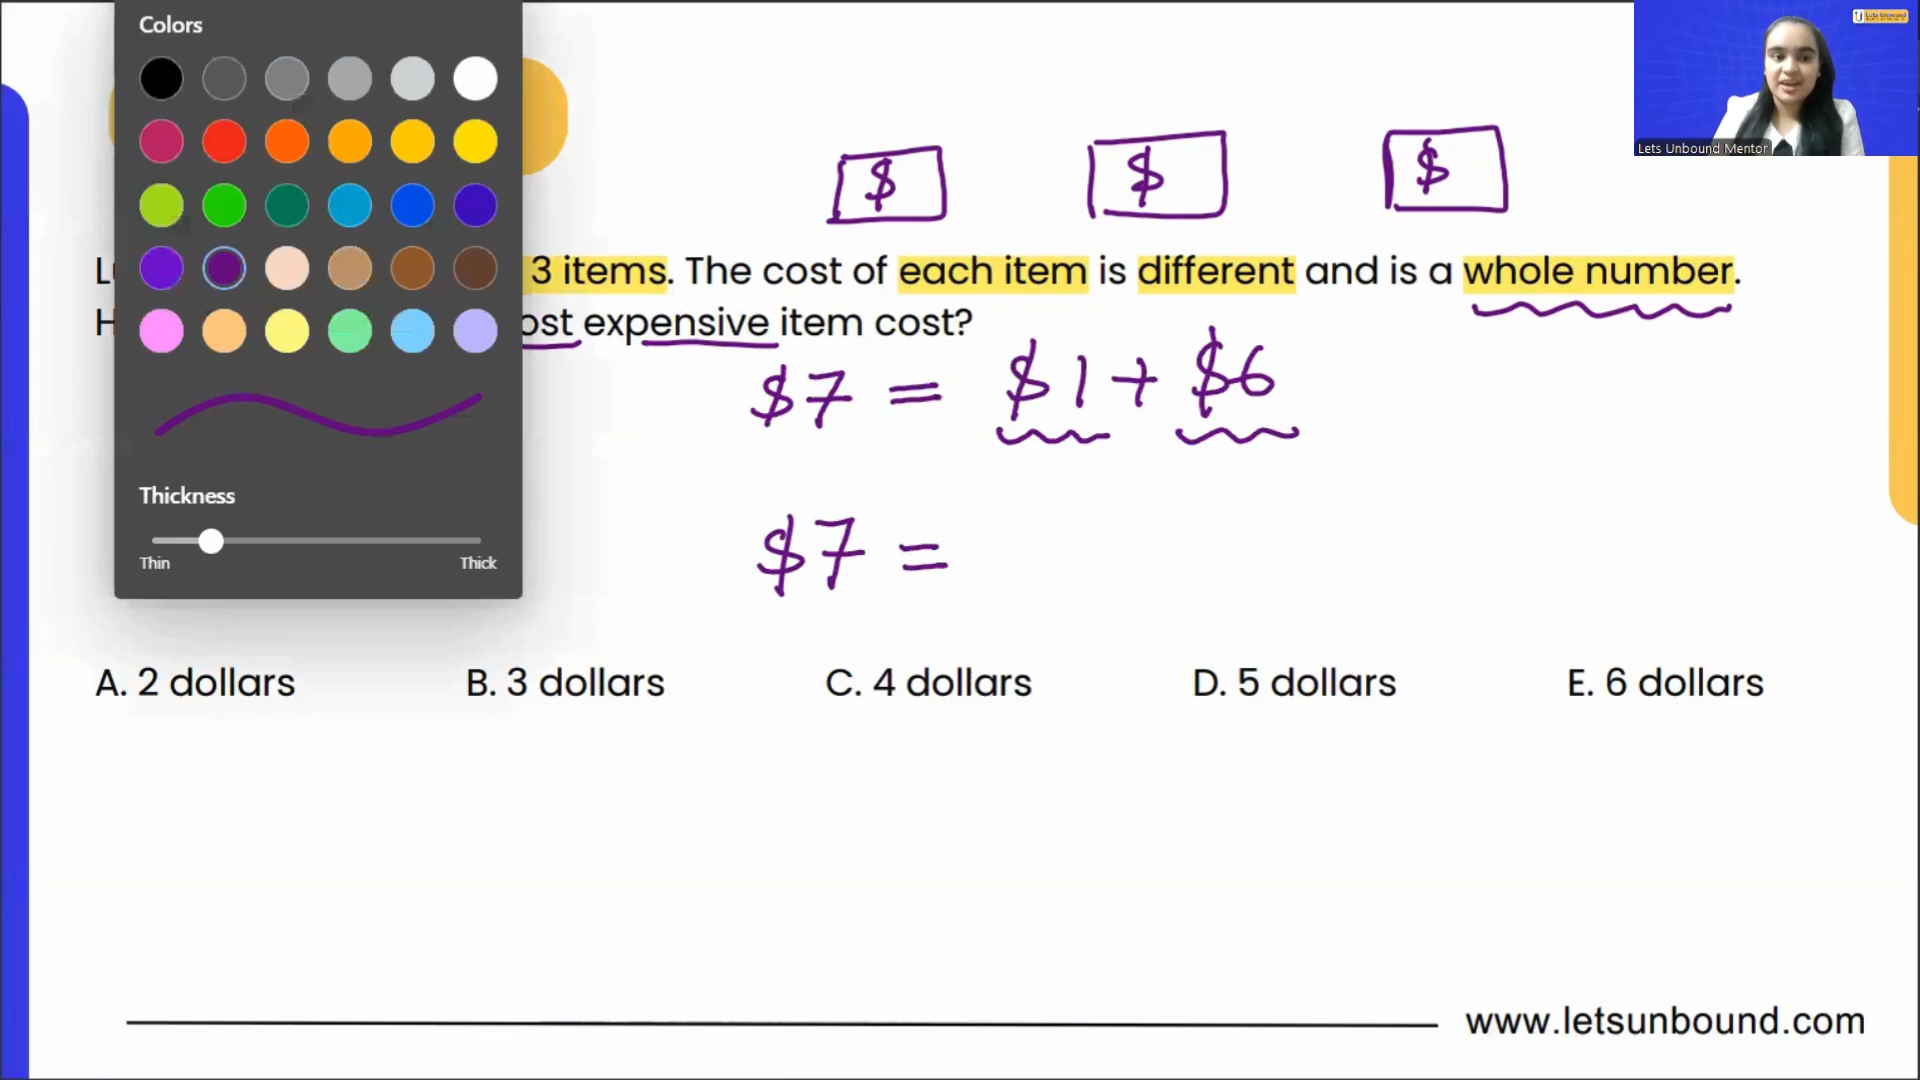 Colors
Lets Unbound
Lets Unbound Mentor
$ $ $
3 items. The cost of each item is different and is a whole number.
expensive item cost?
$7 = $1 + $6
$7 =
Thickness
Thin Thick
A. 2 dollars B. 3 dollars C. 4 dollars D. 5 dollars E. 6 dollars
www.letsunbound.com